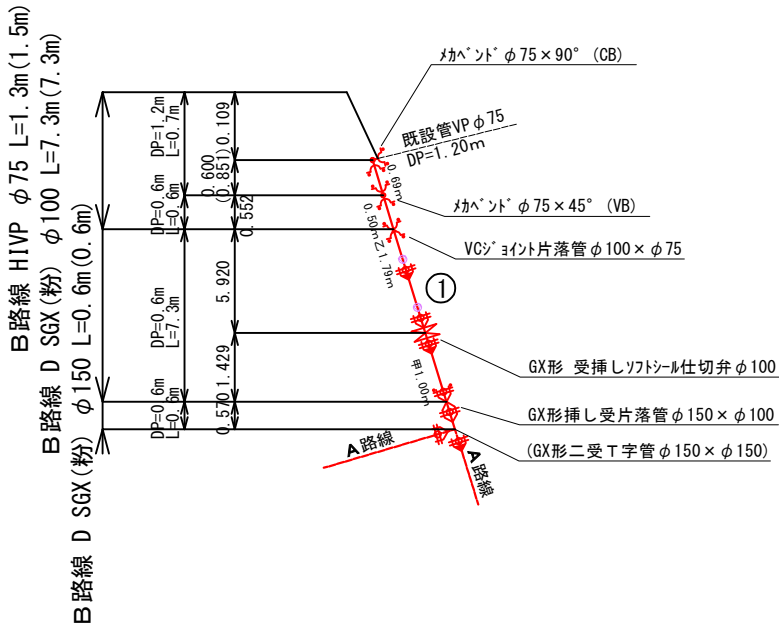 B路線 HIVP φ75 L=1.3m(1.5m)
B路線 D SGX(粉) φ100 L=7.3m(7.3m)
B路線 D SGX(粉) φ150 L=0.6m(0.6m)
DP=1.2m
L=0.7m
DP=0.6m
L=0.6m
DP=0.6m
L=7.3m
DP=0.6m
L=0.6m
0.109
0.600
(0.851)
0.552
5.920
1.429
0.570
ﾒｶﾍﾞﾝﾄﾞφ75×90° (CB)
既設管VPφ75
DP=1.20m
0.69m
ﾒｶﾍﾞﾝﾄﾞφ75×45° (VB)
0.50m
乙1.79m
VCｼﾞｮｲﾝﾄ片落管φ100×φ75
①
GX形 受挿しｿﾌﾄｼｰﾙ仕切弁φ100
甲1.00m
GX形挿し受片落管φ150×φ100
(GX形二受T字管φ150×φ150)
A路線
A路線